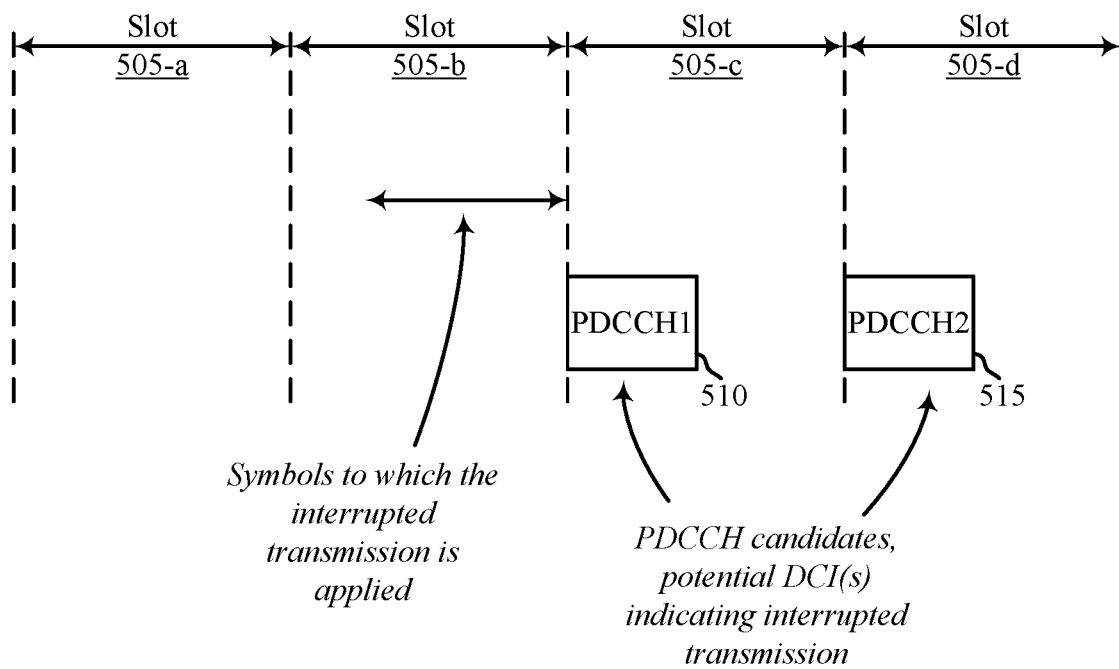 Slot Slot Slot Slot
505-a 505-b 505-c 505-d
PDCCH1 PDCCH2
510 515
Symbols to which the
interrupted
transmission is
applied
PDCCH candidates,
potential DCI(s)
indicating interrupted
transmission